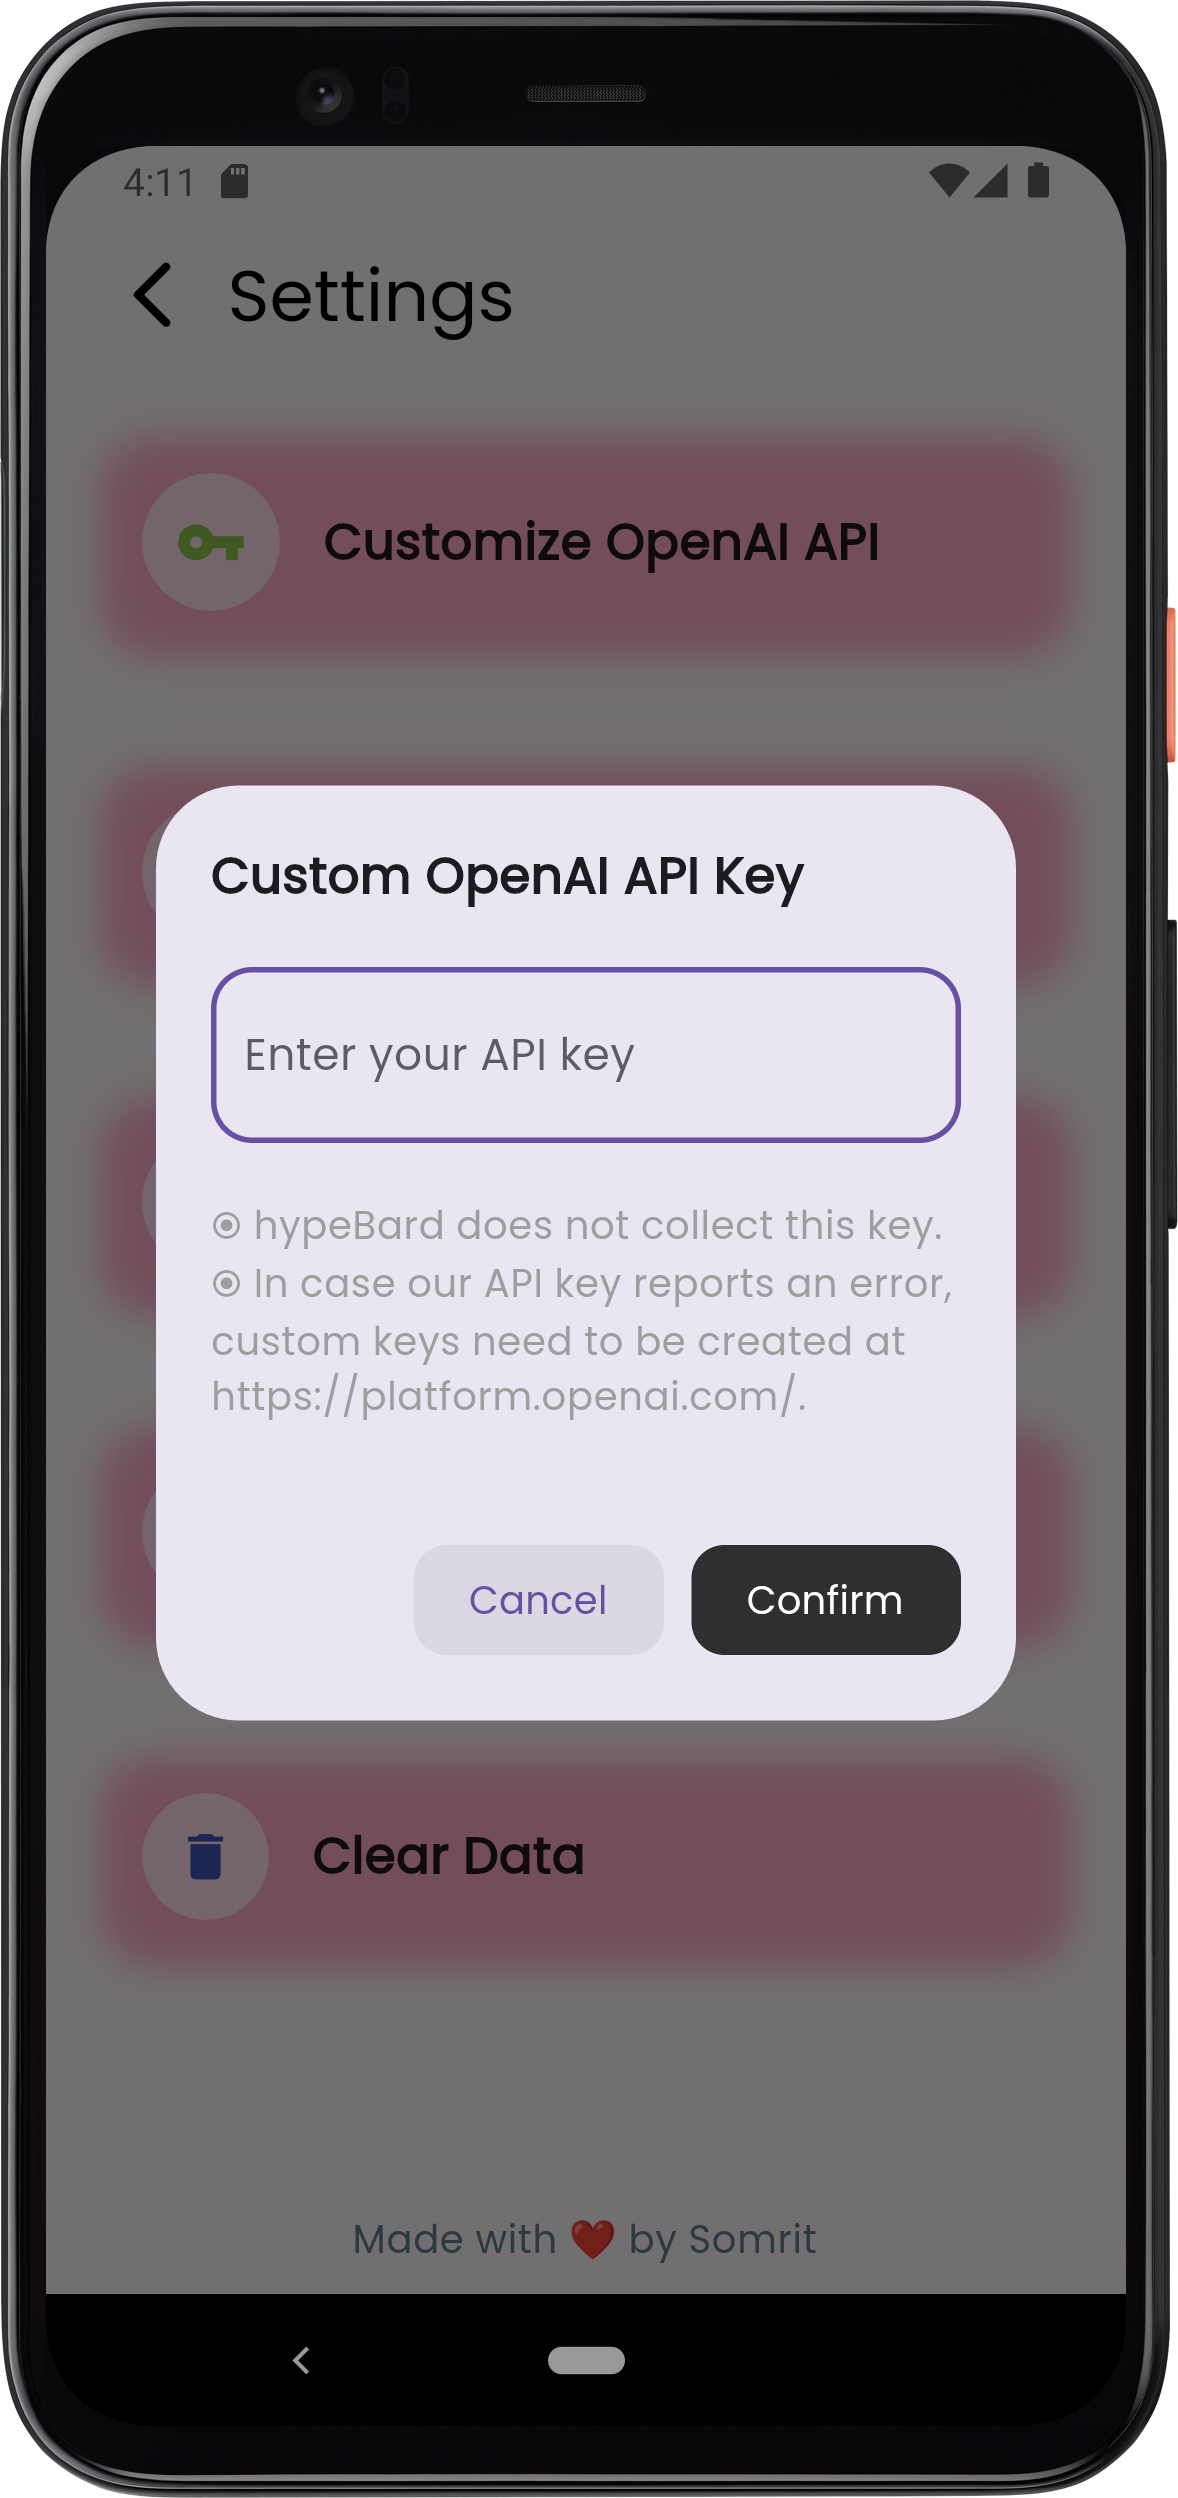 4:11
Settings
Customize OpenAI API
Custom OpenAI API Key
Enter your API key
⦿ hypeBard does not collect this key.
⦿ In case our API key reports an error,
custom keys need to be created at
https://platform.openai.com/.
Cancel
Confirm
Clear Data
Made with ❤️ by Somrit